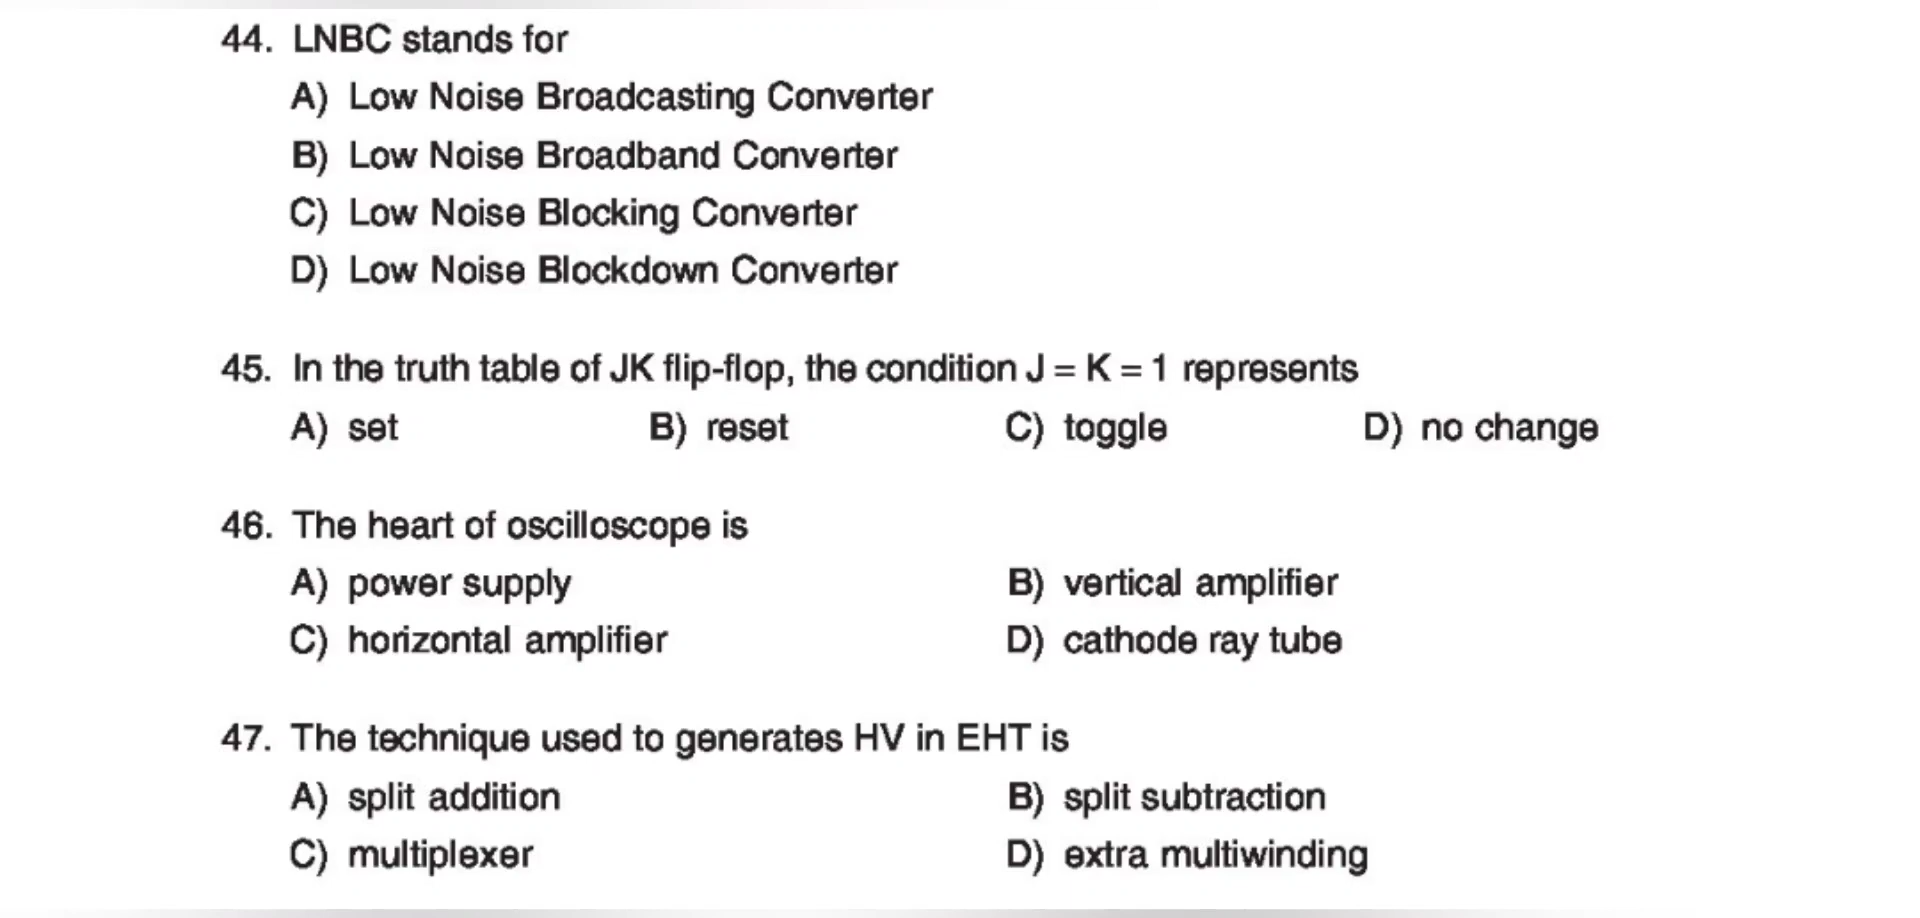 44. LNBC stands for
A) Low Noise Broadcasting Converter
B) Low Noise Broadband Converter
C) Low Noise Blocking Converter
D) Low Noise Blockdown Converter
45. In the truth table of JK flip-flop, the condition J = K = 1 represents
A) set B) reset C) toggle D) no change
46. The heart of oscilloscope is
A) power supply B) vertical amplifier
C) horizontal amplifier D) cathode ray tube
47. The technique used to generates HV in EHT is
A) split addition B) split subtraction
C) multiplexer D) extra multiwinding